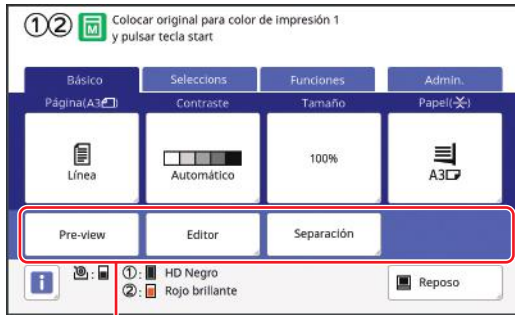 ①② M Colocar original para color de impresión 1
y pulsar tecla start
Básico Seleccions Funciones Admin.
Página(A3) Contraste Tamaño Papel()
Línea Automático 100% A3
Pre-view Editor Separación
i : ①: HD Negro
②: Rojo brillante
Reposo